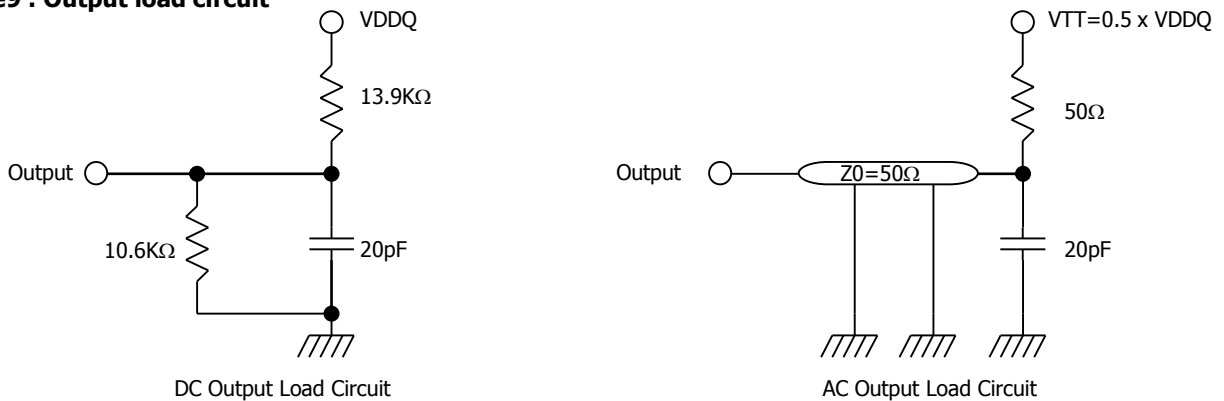 e9 : Output load circuit
VDDQ
13.9KΩ
Output
10.6KΩ
20pF
DC Output Load Circuit
VTT=0.5 x VDDQ
50Ω
Output
Z0=50Ω
20pF
AC Output Load Circuit